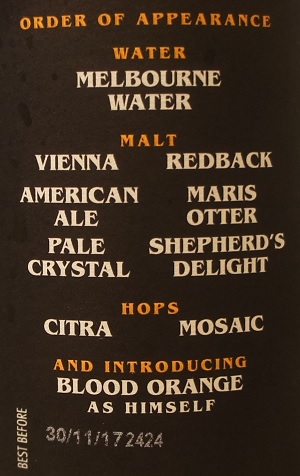 ORDER OF APPEARANCE
WATER
MELBOURNE
WATER
MALT
VIENNA REDBACK
AMERICAN MARIS
ALE OTTER
PALE SHEPHERD'S
CRYSTAL DELIGHT
HOPS
CITRA MOSAIC
AND INTRODUCING
BLOOD ORANGE
AS HIMSELF
BEST BEFORE
30/11/172424